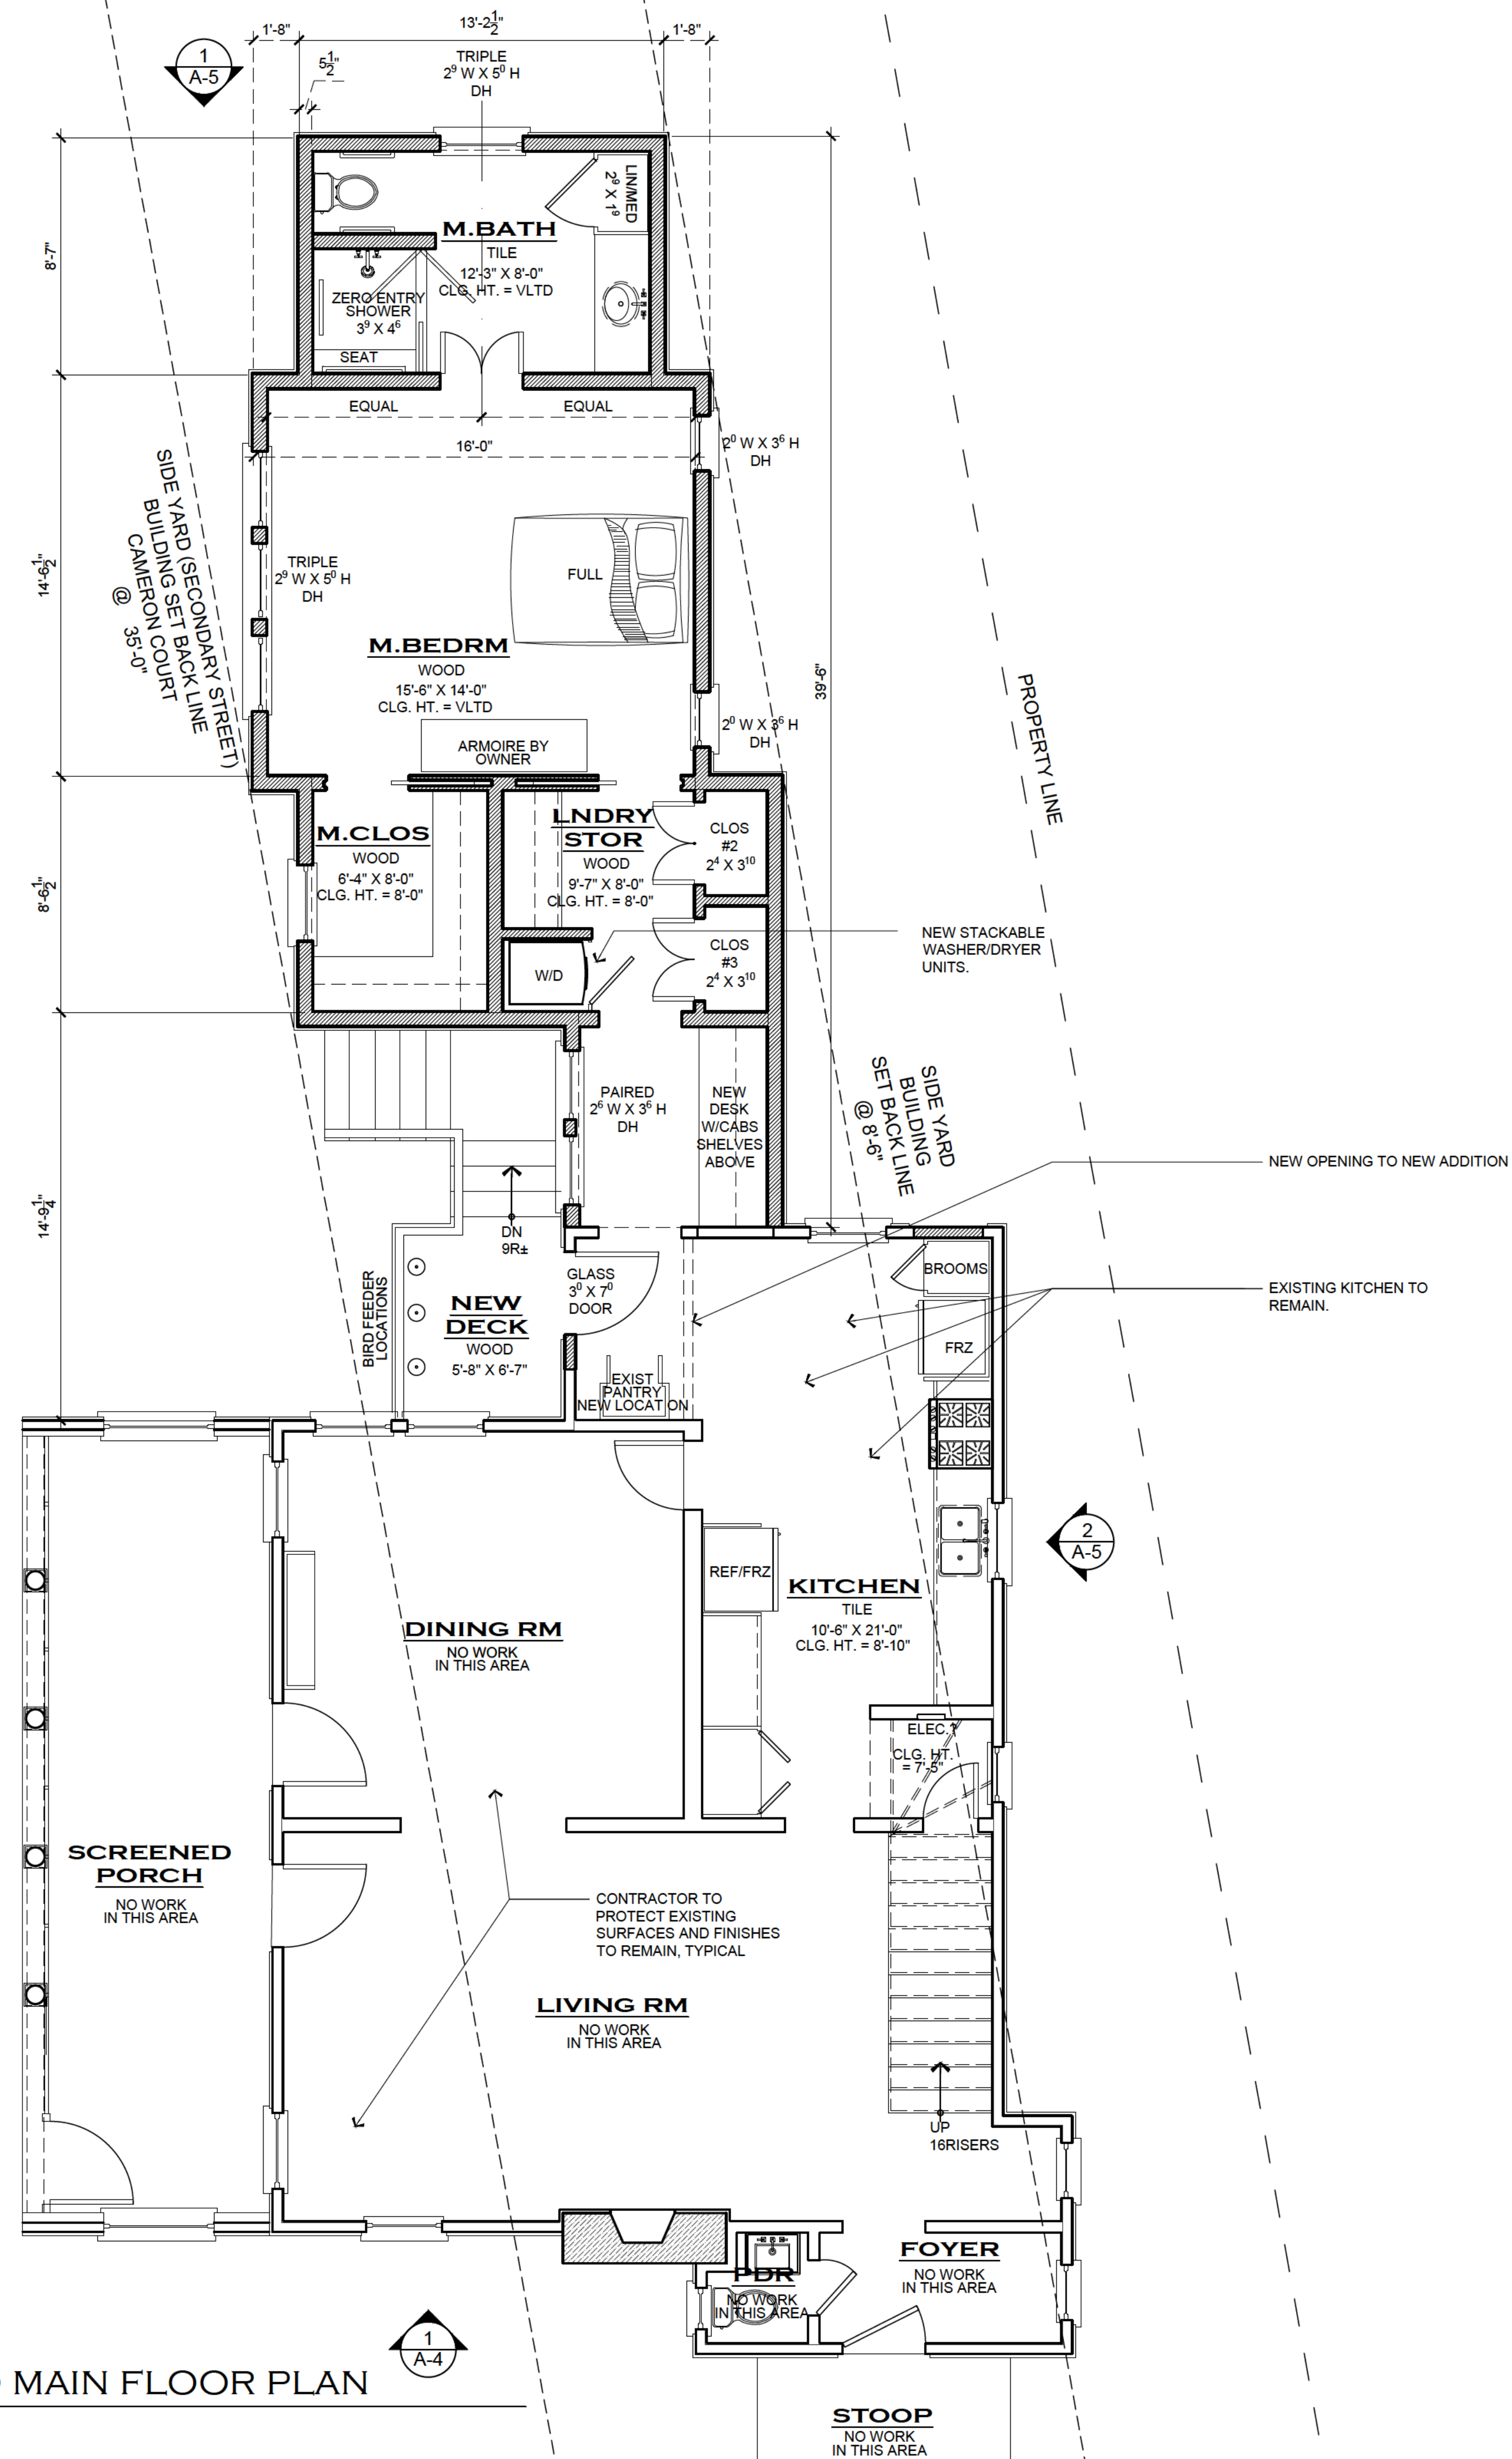 1'-8"
13'-2 1/2"
1'-8"
1
A-5
5 1/2"
TRIPLE
2⁹ W X 5⁰ H
DH
LIN/MED
2⁹ X 1⁹
M.BATH
TILE
12'-3" X 8'-0"
CLG. HT. = VLTD
ZERO ENTRY
SHOWER
3⁹ X 4⁶
SEAT
8'-7"
EQUAL
EQUAL
16'-0"
2⁰ W X 3⁶ H
DH
SIDE YARD (SECONDARY STREET)
BUILDING SET BACK LINE
CAMERON COURT
@ 35'-0"
14'-6 1/2"
TRIPLE
2⁹ W X 5⁰ H
DH
FULL
M.BEDRM
WOOD
15'-6" X 14'-0"
CLG. HT. = VLTD
39'-6"
PROPERTY LINE
2⁰ W X 3⁶ H
DH
ARMOIRE BY
OWNER
M.CLOS
WOOD
6'-4" X 8'-0"
CLG. HT. = 8'-0"
LNDRY
STOR
WOOD
9'-7" X 8'-0"
CLG. HT. = 8'-0"
CLOS
#2
2⁴ X 3¹⁰
8'-6 1/2"
W/D
CLOS
#3
2⁴ X 3¹⁰
NEW STACKABLE
WASHER/DRYER
UNITS.
PAIRED
2⁶ W X 3⁶ H
DH
NEW
DESK
W/CABS
SHELVES
ABOVE
SIDE YARD
BUILDING
SET BACK LINE
@ 8'-6"
NEW OPENING TO NEW ADDITION
14'-9 1/4"
DN
9R±
BIRD FEEDER
LOCATIONS
NEW
DECK
WOOD
5'-8" X 6'-7"
GLASS
3⁰ X 7⁰
DOOR
BROOMS
EXISTING KITCHEN TO
REMAIN.
FRZ
EXIST
PANTRY
NEW LOCATION
REF/FRZ
KITCHEN
TILE
10'-6" X 21'-0"
CLG. HT. = 8'-10"
2
A-5
DINING RM
NO WORK
IN THIS AREA
ELEC.?
CLG. HT.
= 7'-5"
SCREENED
PORCH
NO WORK
IN THIS AREA
CONTRACTOR TO
PROTECT EXISTING
SURFACES AND FINISHES
TO REMAIN, TYPICAL
LIVING RM
NO WORK
IN THIS AREA
UP
16RISERS
PDR
NO WORK
IN THIS AREA
FOYER
NO WORK
IN THIS AREA
1
A-4
MAIN FLOOR PLAN
STOOP
NO WORK
IN THIS AREA